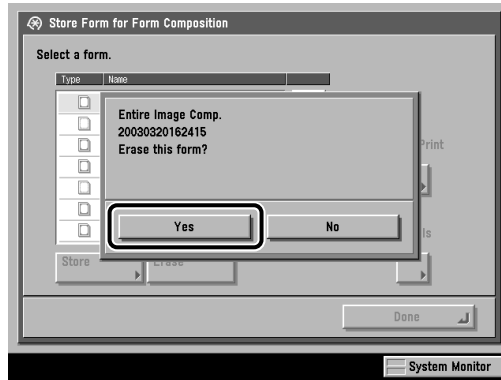 Store Form for Form Composition
Select a form.
Type Name
Entire Image Comp.
20030320162415
Erase this form?
Print
Yes No
ls
Store Erase
Done
System Monitor